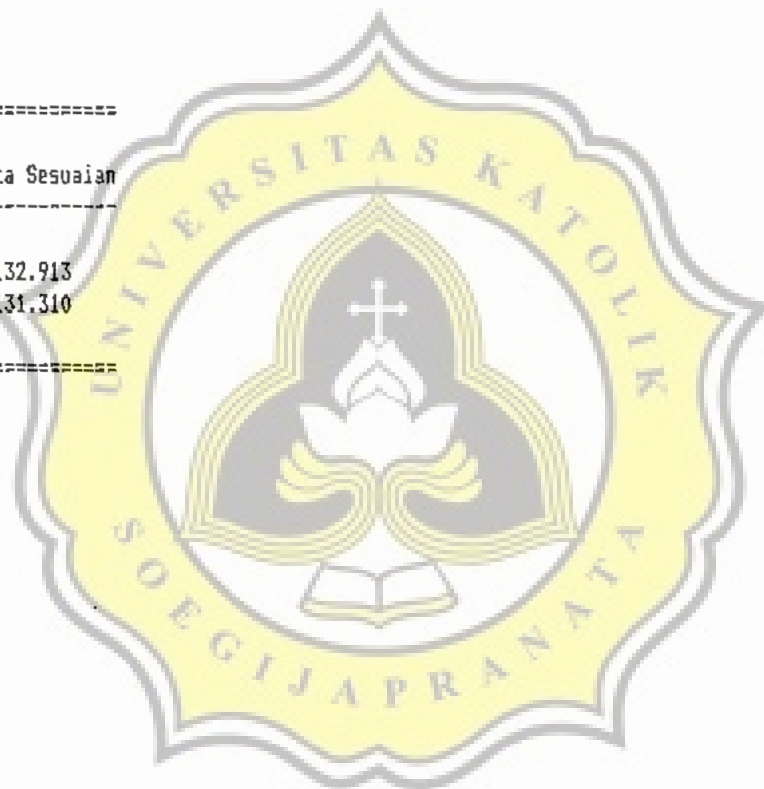 ===========
ta Sesuaian
-----------
32.913
31.310
===========
UNIVERSITAS KATOLIK
SOEGIJAPRANATA